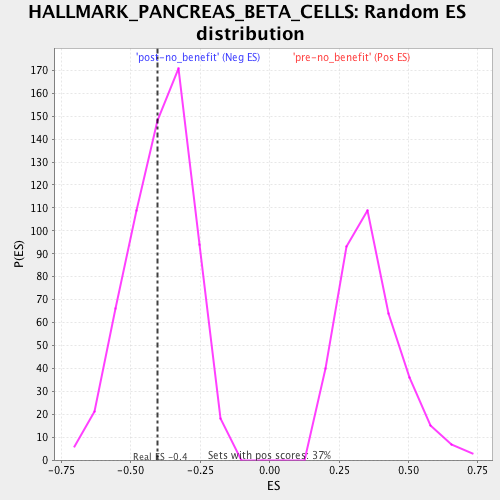 HALLMARK_PANCREAS_BETA_CELLS: Random ES
distribution
'post-no_benefit' (Neg ES) 'pre-no_benefit' (Pos ES)
170
160
150
140
130
120
110
100
90
80
70
60
50
40
30
20
10
0
P(ES)
Real ES -0.4 Sets with pos scores: 37%
-0.75 -0.50 -0.25 0.00 0.25 0.50 0.75
ES